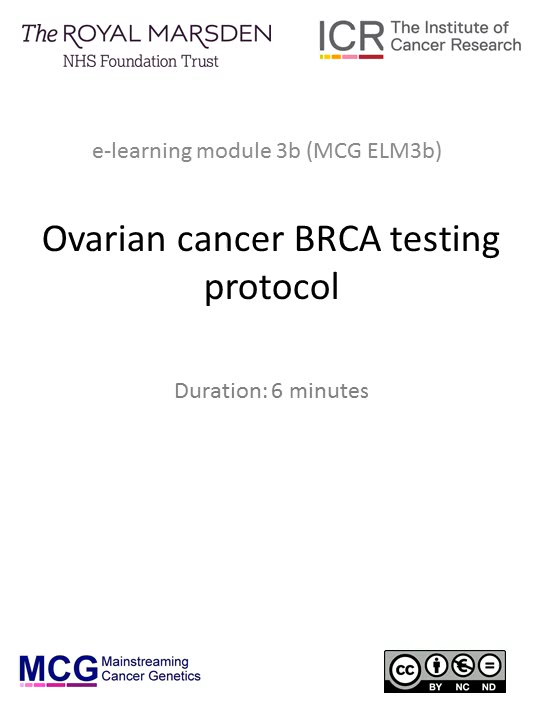 The ROYAL MARSDEN
NHS Foundation Trust
ICR The Institute of
Cancer Research
e-learning module 3b (MCG ELM3b)
Ovarian cancer BRCA testing
protocol
Duration: 6 minutes
MCG Mainstreaming
Cancer Genetics
cc
BY NC ND